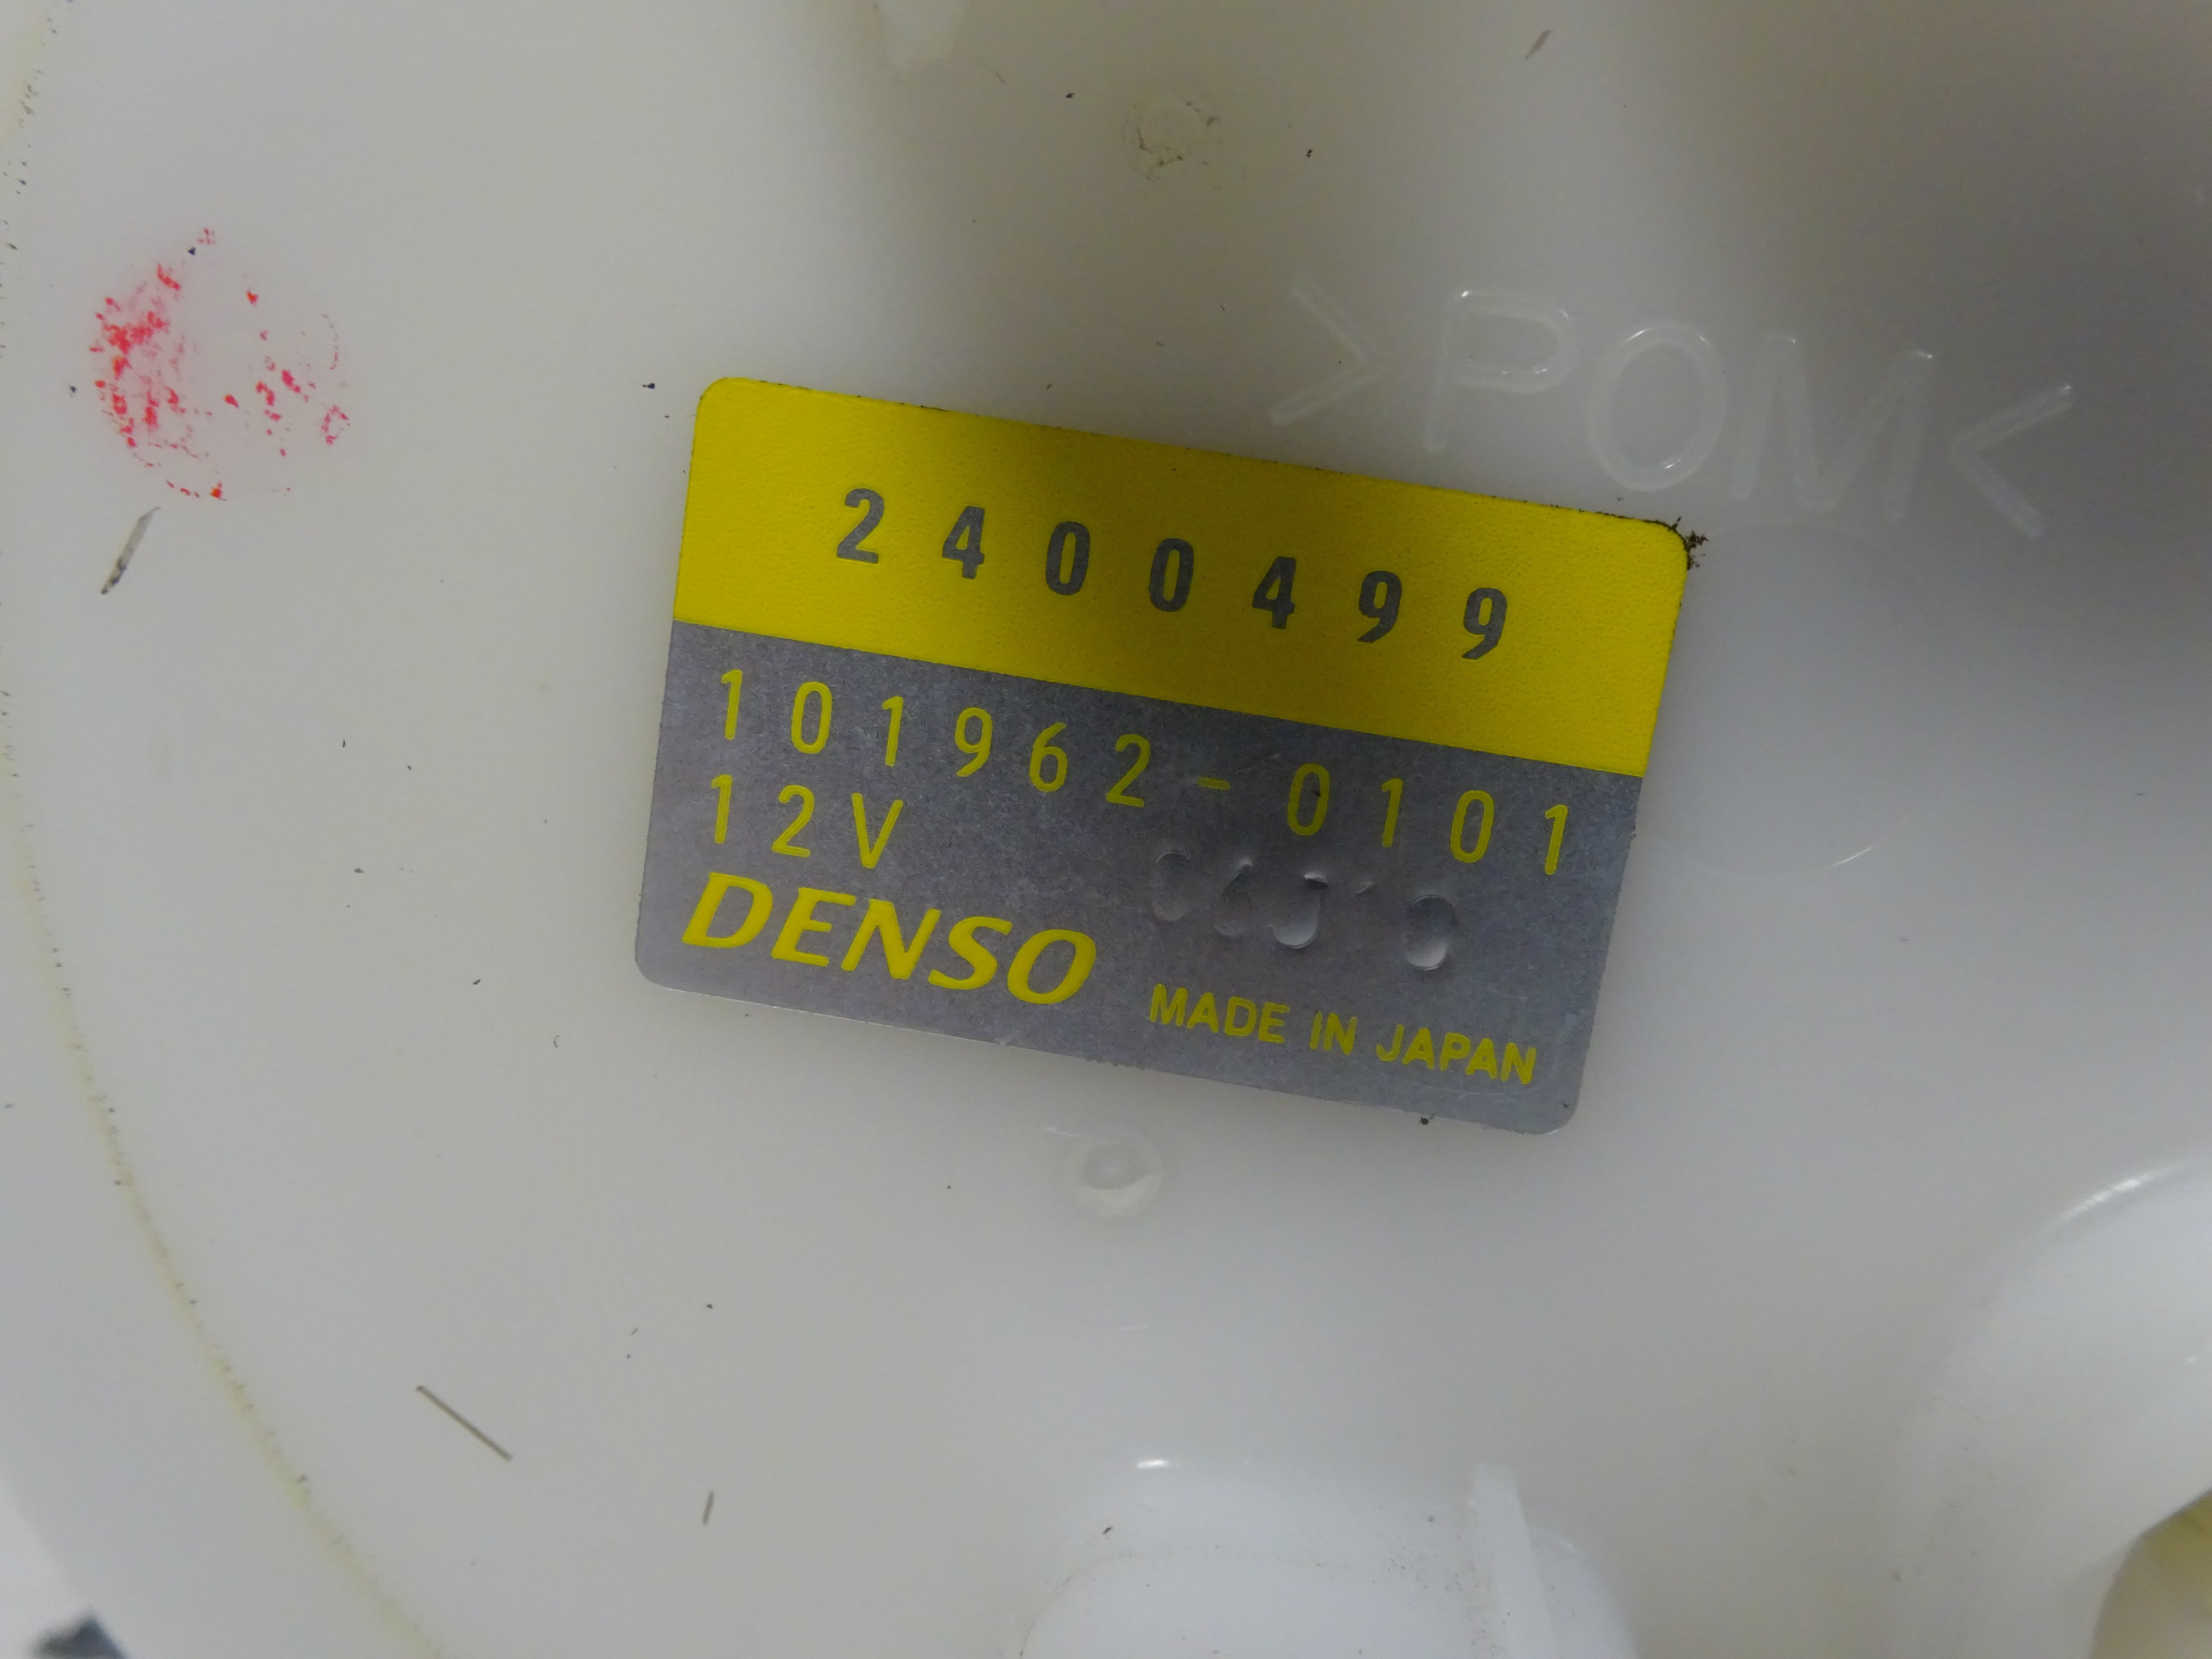 >POM<
2400499
101962-0101
12V
DENSO
MADE IN JAPAN